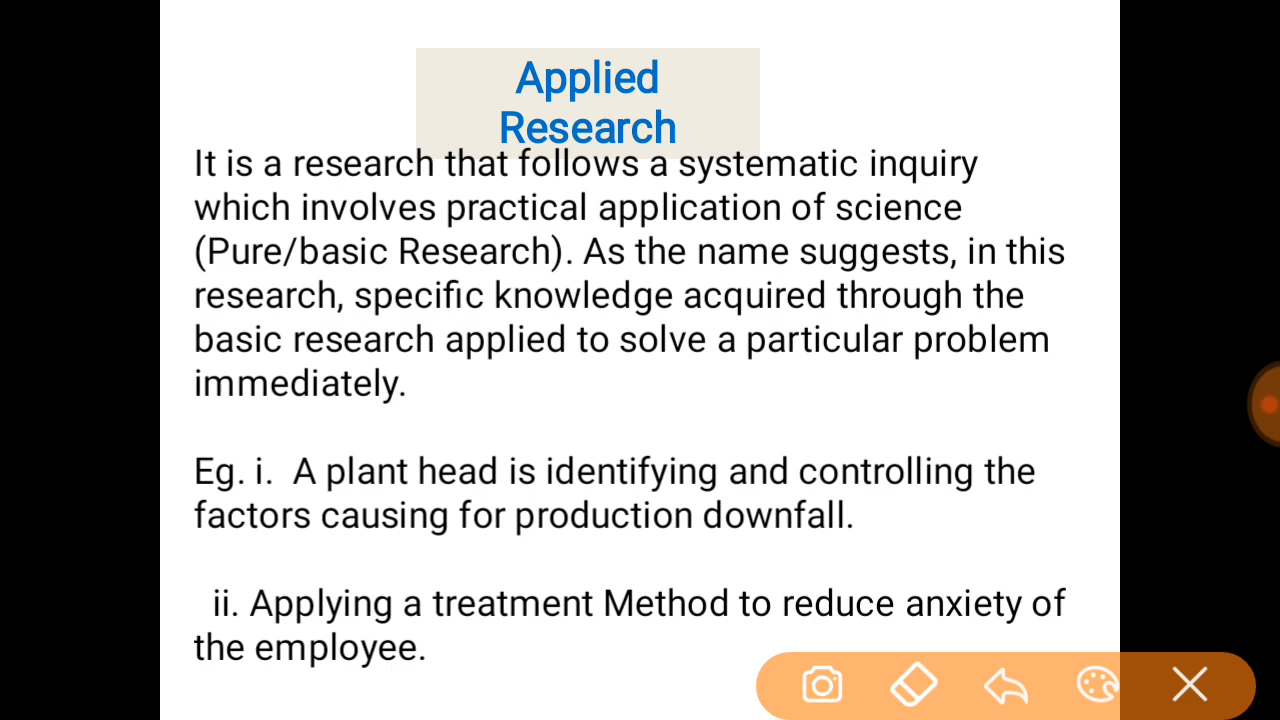 Applied
Research
It is a research that follows a systematic inquiry
which involves practical application of science
(Pure/basic Research). As the name suggests, in this
research, specific knowledge acquired through the
basic research applied to solve a particular problem
immediately.
Eg. i.  A plant head is identifying and controlling the
factors causing for production downfall.
ii. Applying a treatment Method to reduce anxiety of
the employee.